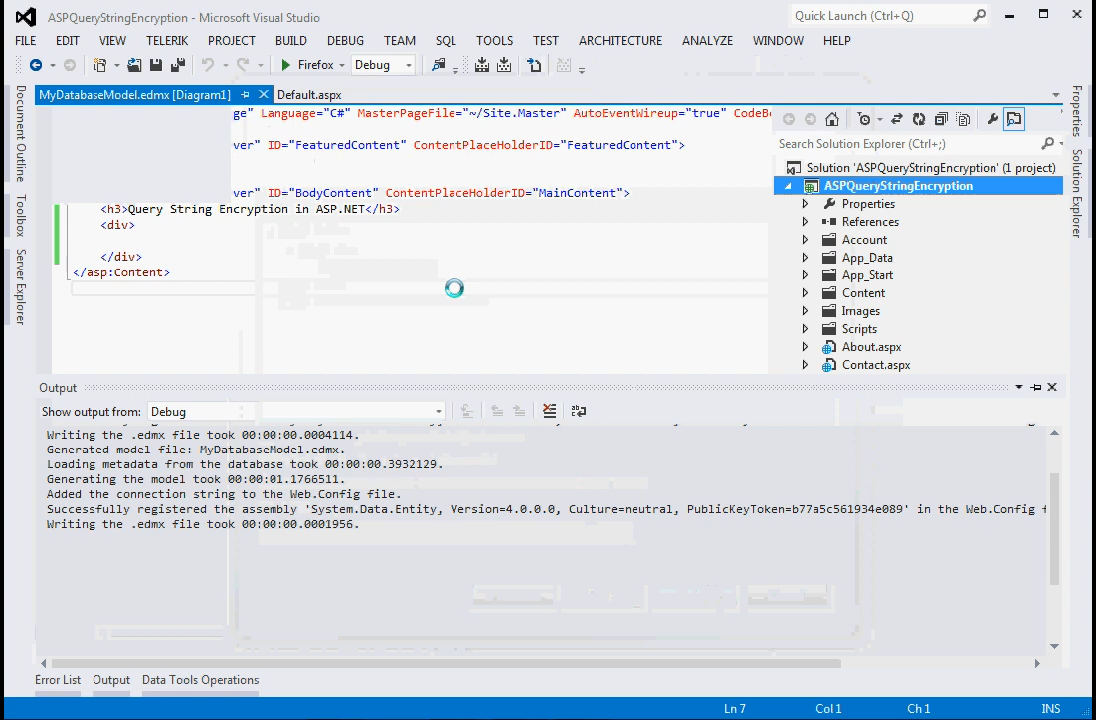 ASPQueryStringEncryption - Microsoft Visual Studio
Quick Launch (Ctrl+Q)
FILE EDIT VIEW TELERIK PROJECT BUILD DEBUG TEAM SQL TOOLS TEST ARCHITECTURE ANALYZE WINDOW HELP
Firefox Debug
Document Outline
Toolbox
Server Explorer
MyDatabaseModel.edmx [Diagram1] Default.aspx
ge" Language="C#" MasterPageFile="~/Site.Master" AutoEventWireup="true" CodeBe
ver" ID="FeaturedContent" ContentPlaceHolderID="FeaturedContent">
ver" ID="BodyContent" ContentPlaceHolderID="MainContent">
<h3>Query String Encryption in ASP.NET</h3>
<div>
</div>
</asp:Content>
Search Solution Explorer (Ctrl+;)
Solution 'ASPQueryStringEncryption' (1 project)
ASPQueryStringEncryption
Properties
References
Account
App_Data
App_Start
Content
Images
Scripts
About.aspx
Contact.aspx
Properties
Solution Explorer
Output
Show output from: Debug
Writing the .edmx file took 00:00:00.0004114.
Generated model file: MyDatabaseModel.edmx.
Loading metadata from the database took 00:00:00.3932129.
Generating the model took 00:00:01.1766511.
Added the connection string to the Web.Config file.
Successfully registered the assembly 'System.Data.Entity, Version=4.0.0.0, Culture=neutral, PublicKeyToken=b77a5c561934e089' in the Web.Config f
Writing the .edmx file took 00:00:00.0001956.
Error List Output Data Tools Operations
Ln 7 Col 1 Ch 1 INS